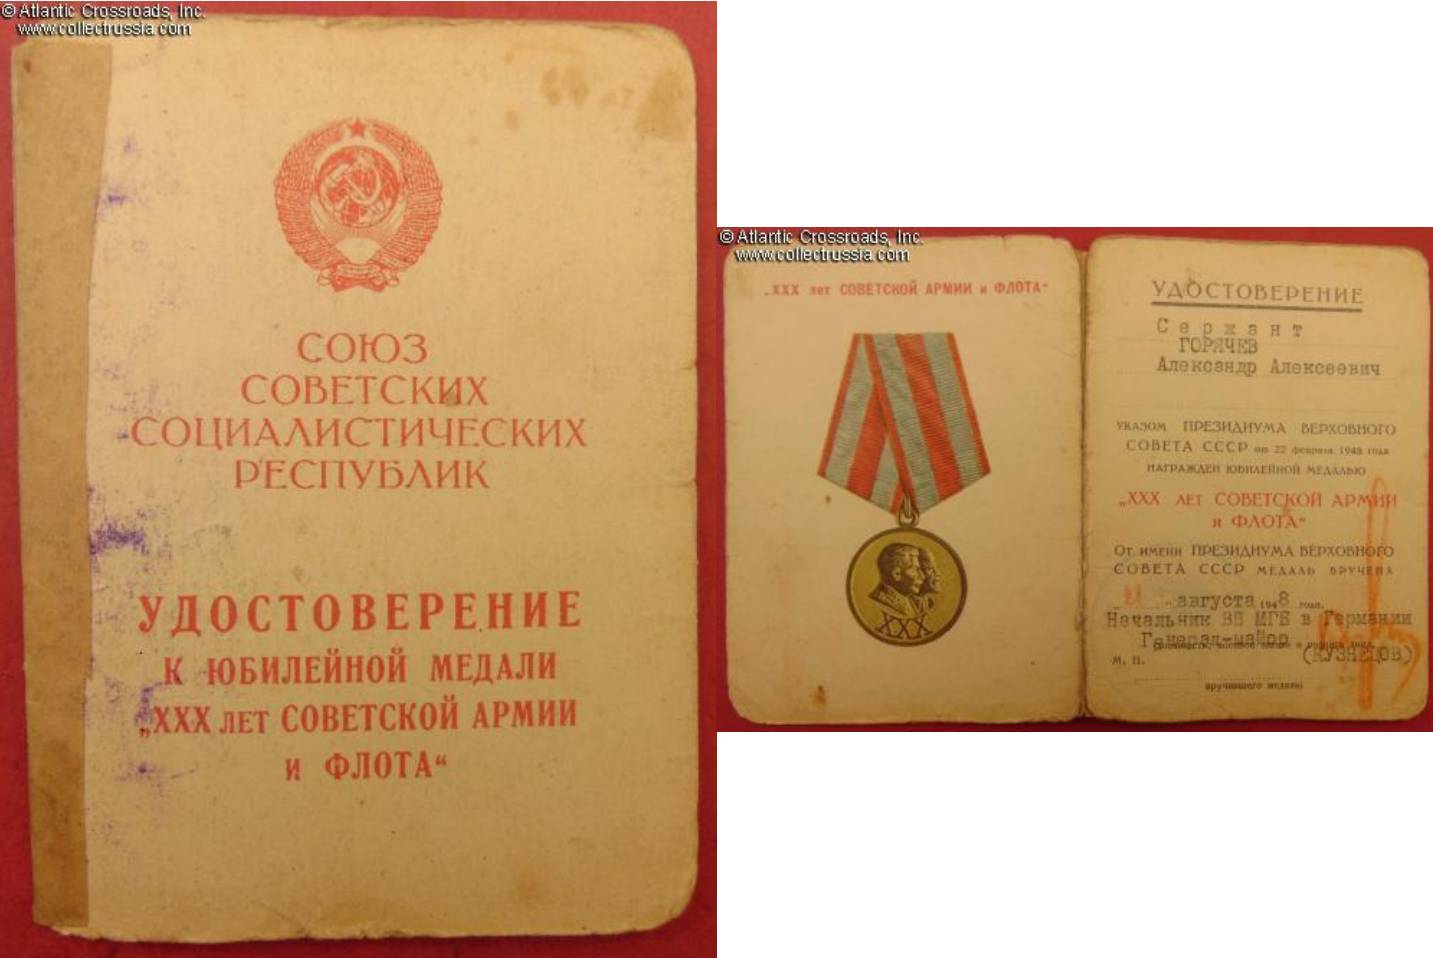 © Atlantic Crossroads, Inc.
www.collectrussia.com
СОЮЗ
СОВЕТСКИХ
СОЦИАЛИСТИЧЕСКИХ
РЕСПУБЛИК
УДОСТОВЕРЕНИЕ
К ЮБИЛЕЙНОЙ МЕДАЛИ
„XXX ЛЕТ СОВЕТСКОЙ АРМИИ
И ФЛОТА“
© Atlantic Crossroads, Inc.
www.collectrussia.com
„XXX лет СОВЕТСКОЙ АРМИИ и ФЛОТА“
XXX
УДОСТОВЕРЕНИЕ
Сержант
ГОРЯЧЕВ
Александр Алексеевич
УКАЗОМ ПРЕЗИДИУМА ВЕРХОВНОГО
СОВЕТА СССР от 22 февраля 1948 года
НАГРАЖДЕН ЮБИЛЕЙНОЙ МЕДАЛЬЮ
„XXX ЛЕТ СОВЕТСКОЙ АРМИИ
и ФЛОТА“
От имени ПРЕЗИДИУМА ВЕРХОВНОГО
СОВЕТА СССР МЕДАЛЬ ВРУЧЕНА
августа 1948 года.
Начальник ВВ МГБ в Германии
Генерал-майор
(КУЗНЕЦОВ)
М. П.
вручившего медаль)